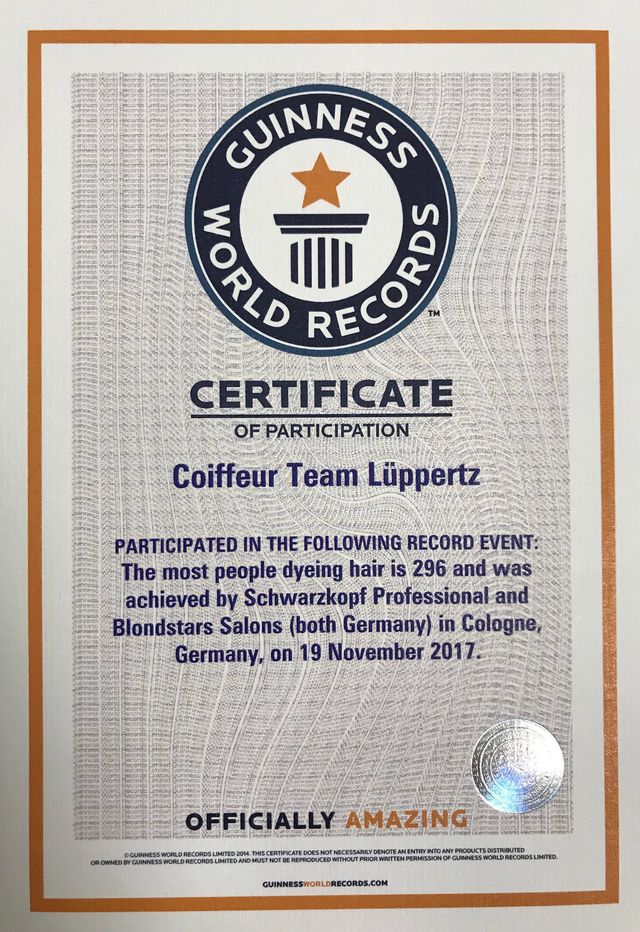 GUINNESS
WORLD RECORDS
TM
CERTIFICATE
OF PARTICIPATION
Coiffeur Team Lüppertz
PARTICIPATED IN THE FOLLOWING RECORD EVENT:
The most people dyeing hair is 296 and was
achieved by Schwarzkopf Professional and
Blondstars Salons (both Germany) in Cologne,
Germany, on 19 November 2017.
OFFICIALLY AMAZING
© GUINNESS WORLD RECORDS LIMITED 2014. THIS CERTIFICATE DOES NOT NECESSARILY DENOTE AN ENTRY INTO ANY PRODUCTS DISTRIBUTED
OR OWNED BY GUINNESS WORLD RECORDS LIMITED AND MUST NOT BE REPRODUCED WITHOUT PRIOR WRITTEN PERMISSION OF GUINNESS WORLD RECORDS LIMITED.
GUINNESSWORLDRECORDS.COM